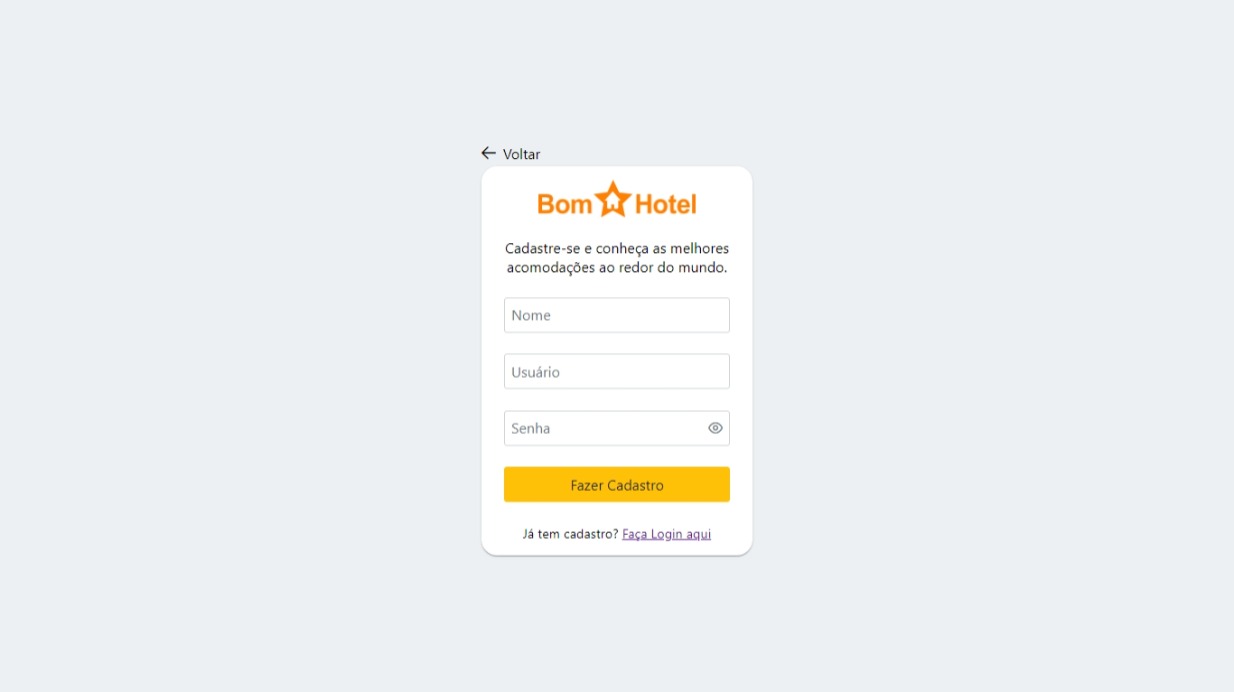 ← Voltar
Bom Hotel
Cadastre-se e conheça as melhores
acomodações ao redor do mundo.
Nome
Usuário
Senha
Fazer Cadastro
Já tem cadastro? Faça Login aqui